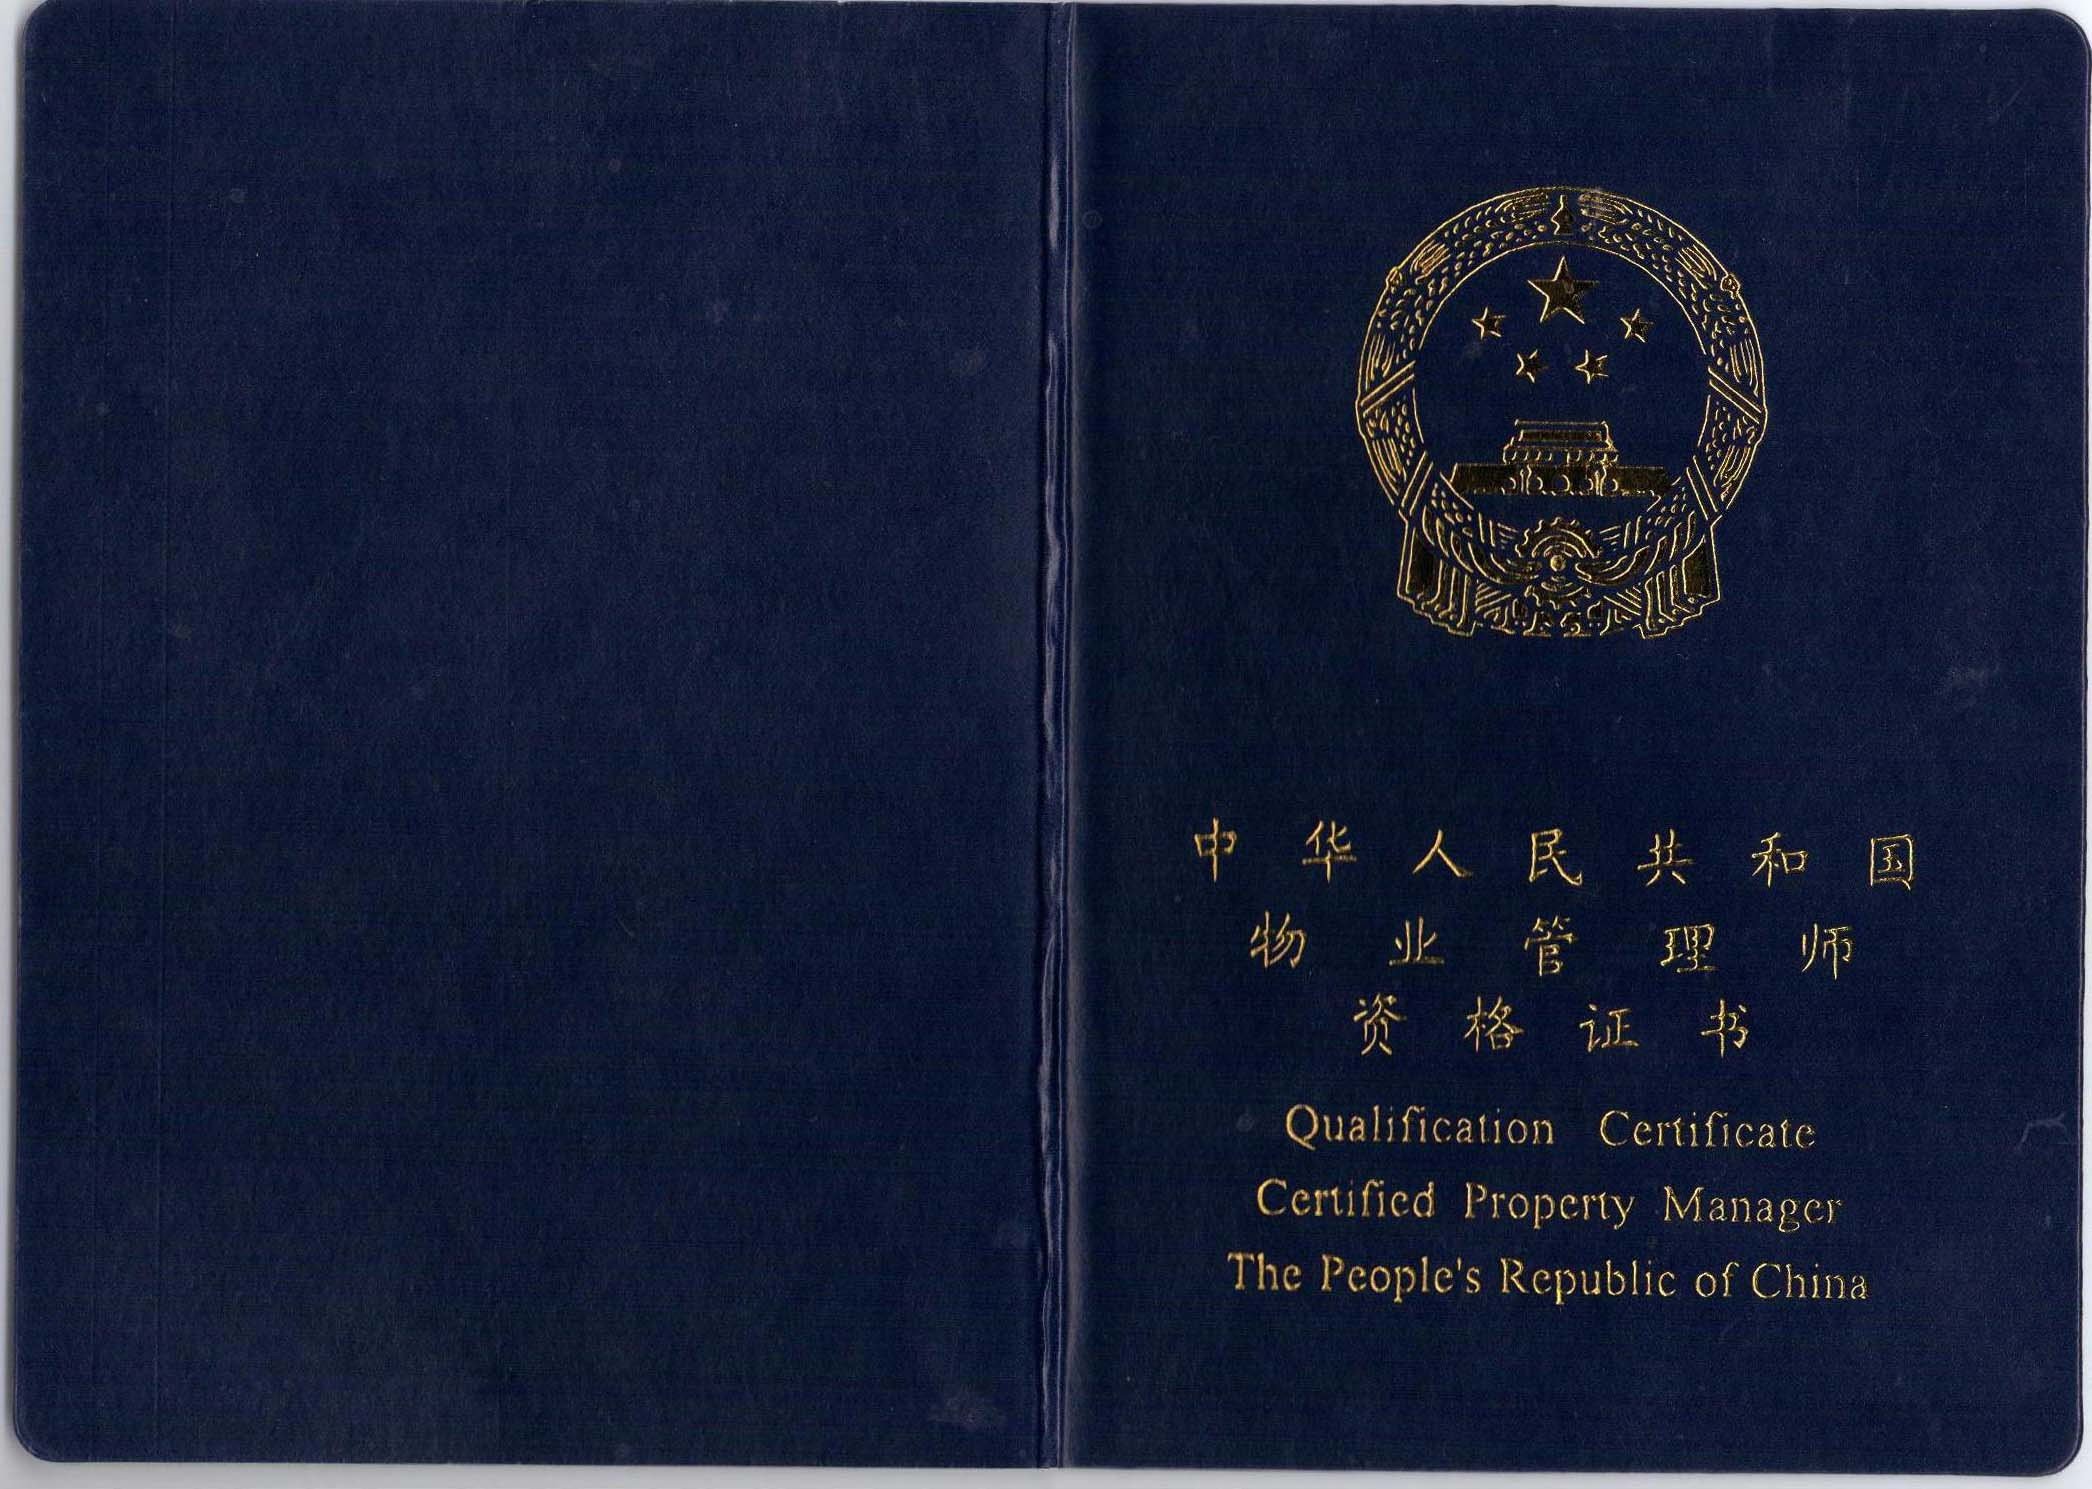 中华人民共和国
物业管理师
资格证书
Qualification Certificate
Certified Property Manager
The People's Republic of China